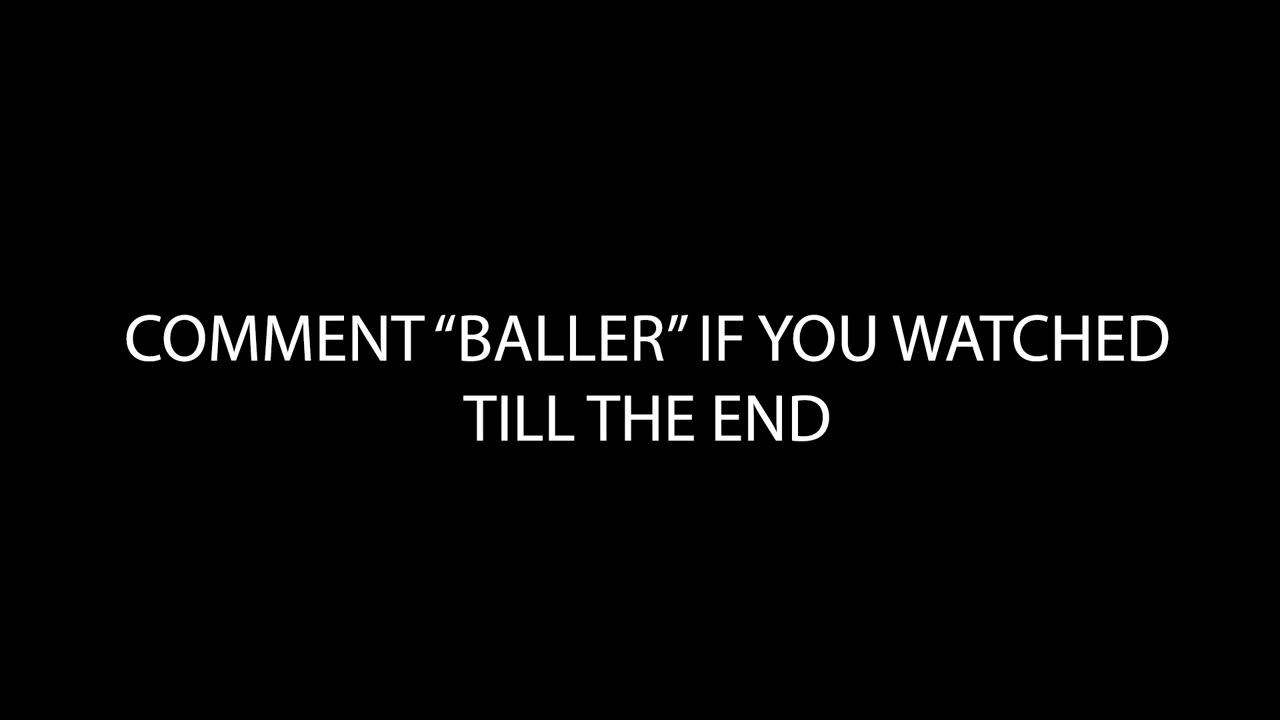 COMMENT “BALLER” IF YOU WATCHED
TILL THE END